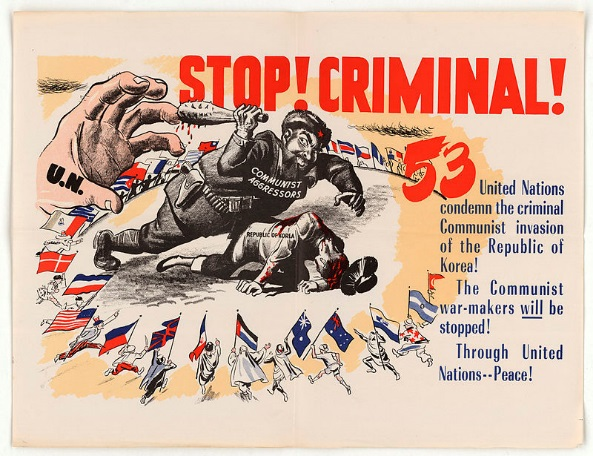 STOP! CRIMINAL!
U.N.
COMMUNIST
AGGRESSORS
REPUBLIC OF KOREA
53 United Nations
condemn the criminal
Communist invasion
of the Republic of
Korea!
The Communist
war-makers will be
stopped!
Through United
Nations--Peace!